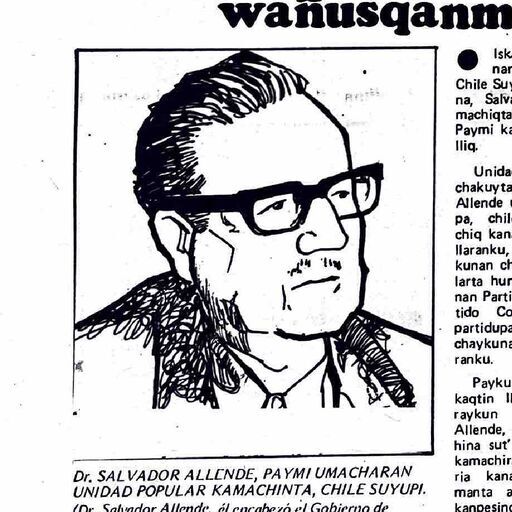 wañusqanm
Dr. SALVADOR ALLENDE, PAYMI UMACHARAN
UNIDAD POPULAR KAMACHINTA, CHILE SUYUPI.
(Dr. Salvador Allende, él encabezó el Gobierno de
Iska
nan
Chile Suy
na, Salva
machiqta
Paymi ka
lliq.
Unidad
chakuyta
Allende u
pa, chile
chiq kana
llaranku,
kunan ch
larta hun
nan Parti
tido Co
partidupa
chaykuna
ranku.
Payku
kaqtin ll
raykun
Allende,
hina sut'
kamachir
ria kana
manta a
kanpesino